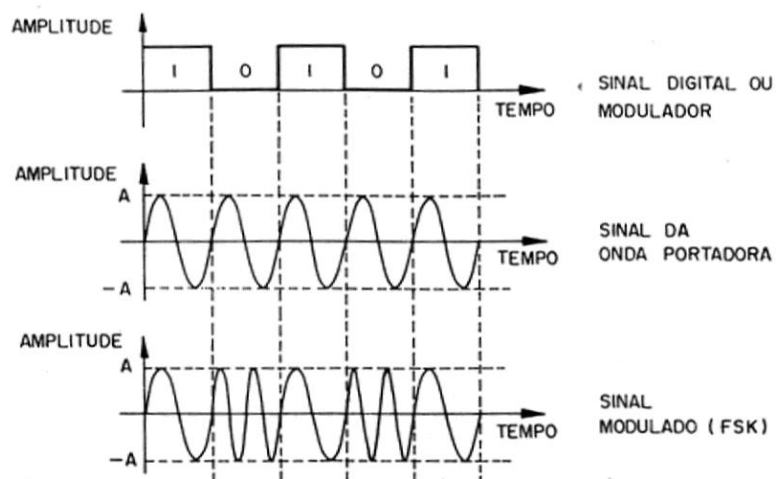 AMPLITUDE
1 0 1 0 1
TEMPO
SINAL DIGITAL OU
MODULADOR
AMPLITUDE
A
-A
TEMPO
SINAL DA
ONDA PORTADORA
AMPLITUDE
A
-A
TEMPO
SINAL
MODULADO (FSK)